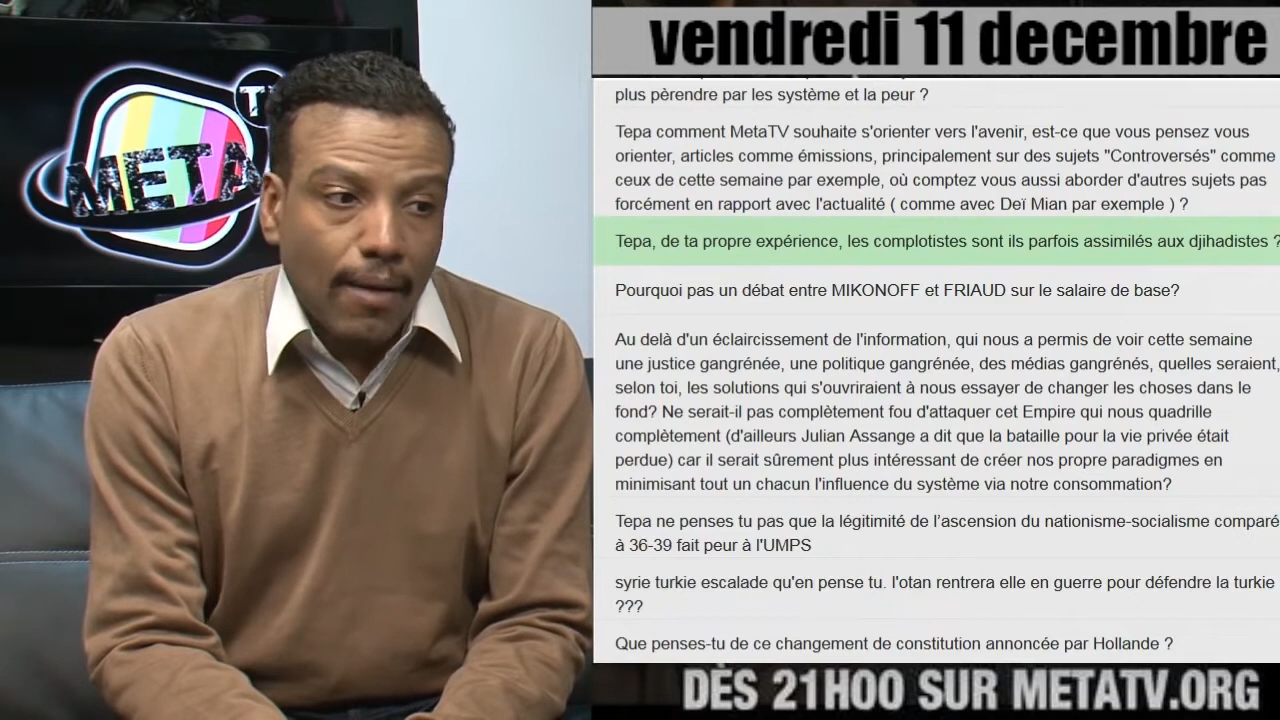 TV
META
vendredi 11 decembre
plus pèrendre par les système et la peur ?
Tepa comment MetaTV souhaite s'orienter vers l'avenir, est-ce que vous pensez vous
orienter, articles comme émissions, principalement sur des sujets "Controversés" comme
ceux de cette semaine par exemple, où comptez vous aussi aborder d'autres sujets pas
forcément en rapport avec l'actualité ( comme avec Deï Mian par exemple ) ?
Tepa, de ta propre expérience, les complotistes sont ils parfois assimilés aux djihadistes ?
Pourquoi pas un débat entre MIKONOFF et FRIAUD sur le salaire de base?
Au delà d'un éclaircissement de l'information, qui nous a permis de voir cette semaine
une justice gangrénée, une politique gangrénée, des médias gangrénés, quelles seraient,
selon toi, les solutions qui s'ouvriraient à nous essayer de changer les choses dans le
fond? Ne serait-il pas complètement fou d'attaquer cet Empire qui nous quadrille
complètement (d'ailleurs Julian Assange a dit que la bataille pour la vie privée était
perdue) car il serait sûrement plus intéressant de créer nos propre paradigmes en
minimisant tout un chacun l'influence du système via notre consommation?
Tepa ne penses tu pas que la légitimité de l'ascension du nationisme-socialisme comparé
à 36-39 fait peur à l'UMPS
syrie turkie escalade qu'en pense tu. l'otan rentrera elle en guerre pour défendre la turkie
???
Que penses-tu de ce changement de constitution annoncée par Hollande ?
DÈS 21H00 SUR METATV.ORG